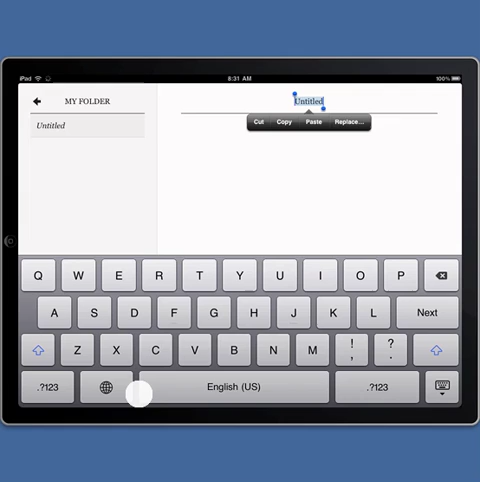 iPad 8:31 AM 100%
MY FOLDER
Untitled
Untitled
Cut Copy Paste Replace...
Q W E R T Y U I O P
A S D F G H J K L Next
Z X C V B N M ! , ? .
.?123 English (US) .?123